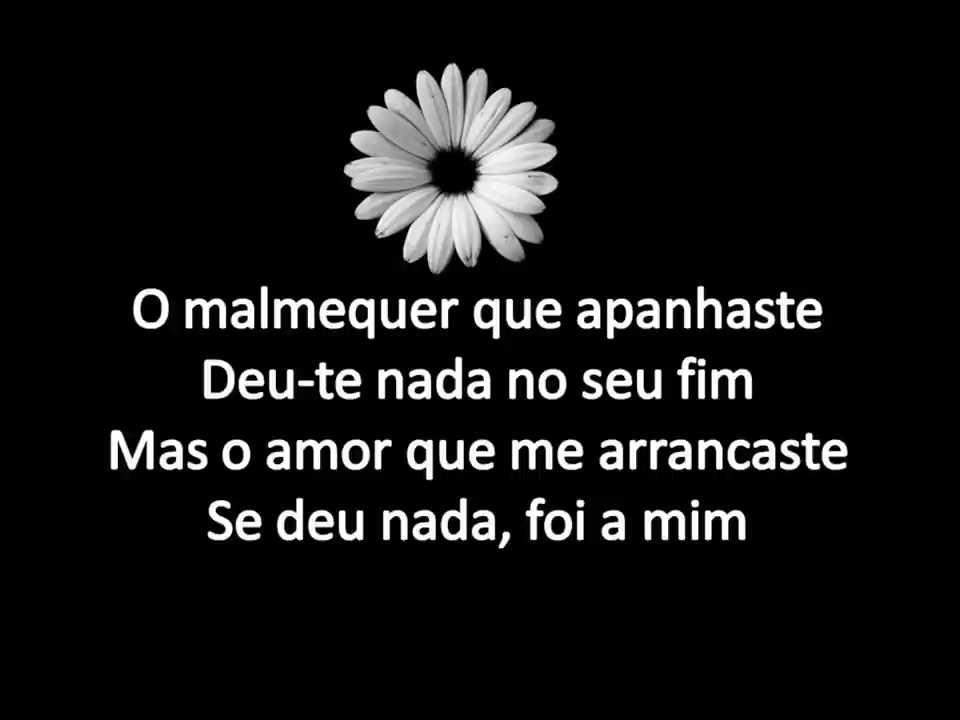 O malmequer que apanhaste
Deu-te nada no seu fim
Mas o amor que me arrancaste
Se deu nada, foi a mim